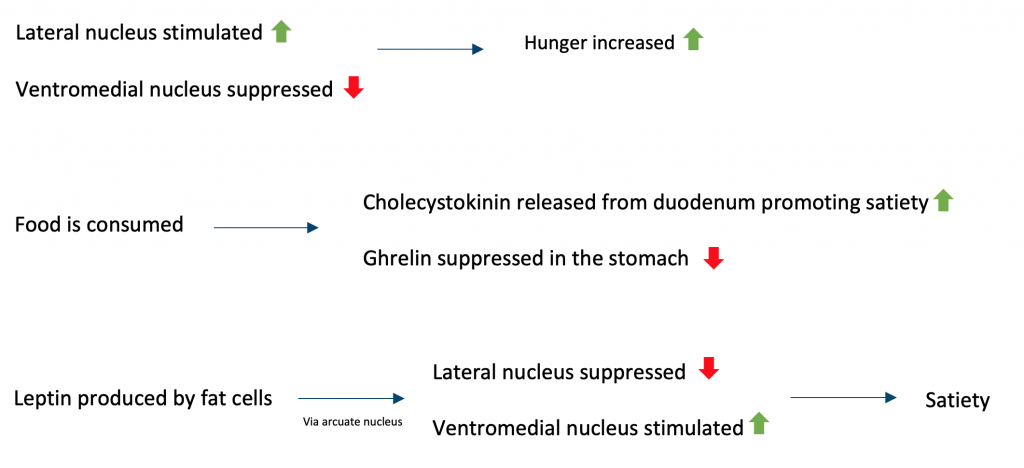 Lateral nucleus stimulated
Hunger increased
Ventromedial nucleus suppressed
Cholecystokinin released from duodenum promoting satiety
Food is consumed
Ghrelin suppressed in the stomach
Lateral nucleus suppressed
Leptin produced by fat cells
Via arcuate nucleus
Satiety
Ventromedial nucleus stimulated